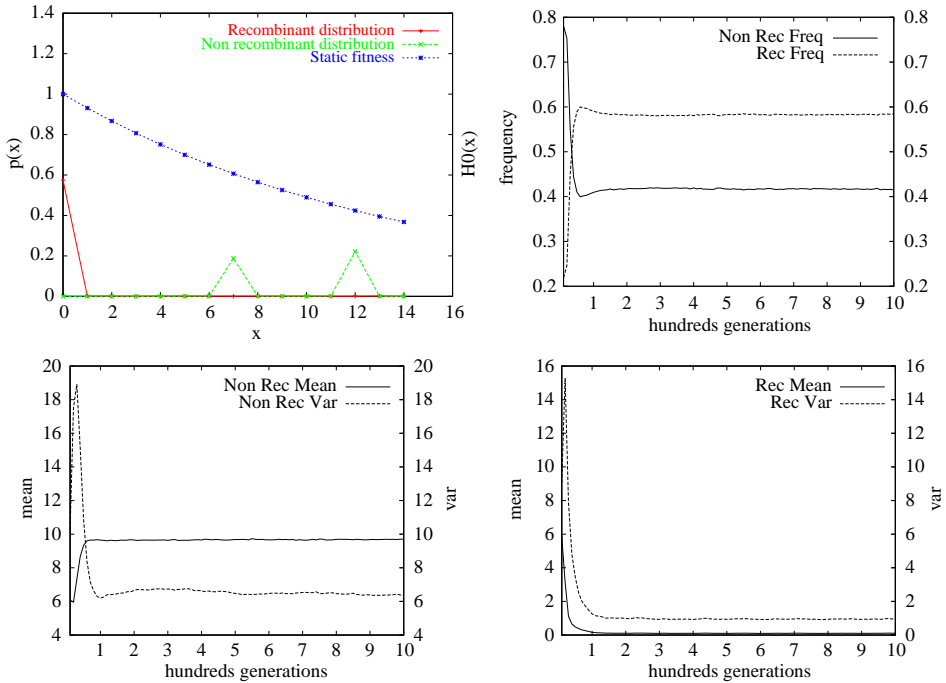 Recombinant distribution
Non recombinant distribution
Static fitness
1.4
1.2
1
0.8
0.6
0.4
0.2
0
p(x)
H0(x)
0 2 4 6 8 10 12 14 16
x
Non Rec Freq
Rec Freq
0.8
0.7
0.6
0.5
0.4
0.3
0.2
frequency
0.8
0.7
0.6
0.5
0.4
0.3
0.2
1 2 3 4 5 6 7 8 9 10
hundreds generations
Non Rec Mean
Non Rec Var
20
18
16
14
12
10
8
6
4
mean
20
18
16
14
12
10
8
6
4
var
1 2 3 4 5 6 7 8 9 10
hundreds generations
Rec Mean
Rec Var
16
14
12
10
8
6
4
2
0
mean
16
14
12
10
8
6
4
2
0
var
1 2 3 4 5 6 7 8 9 10
hundreds generations